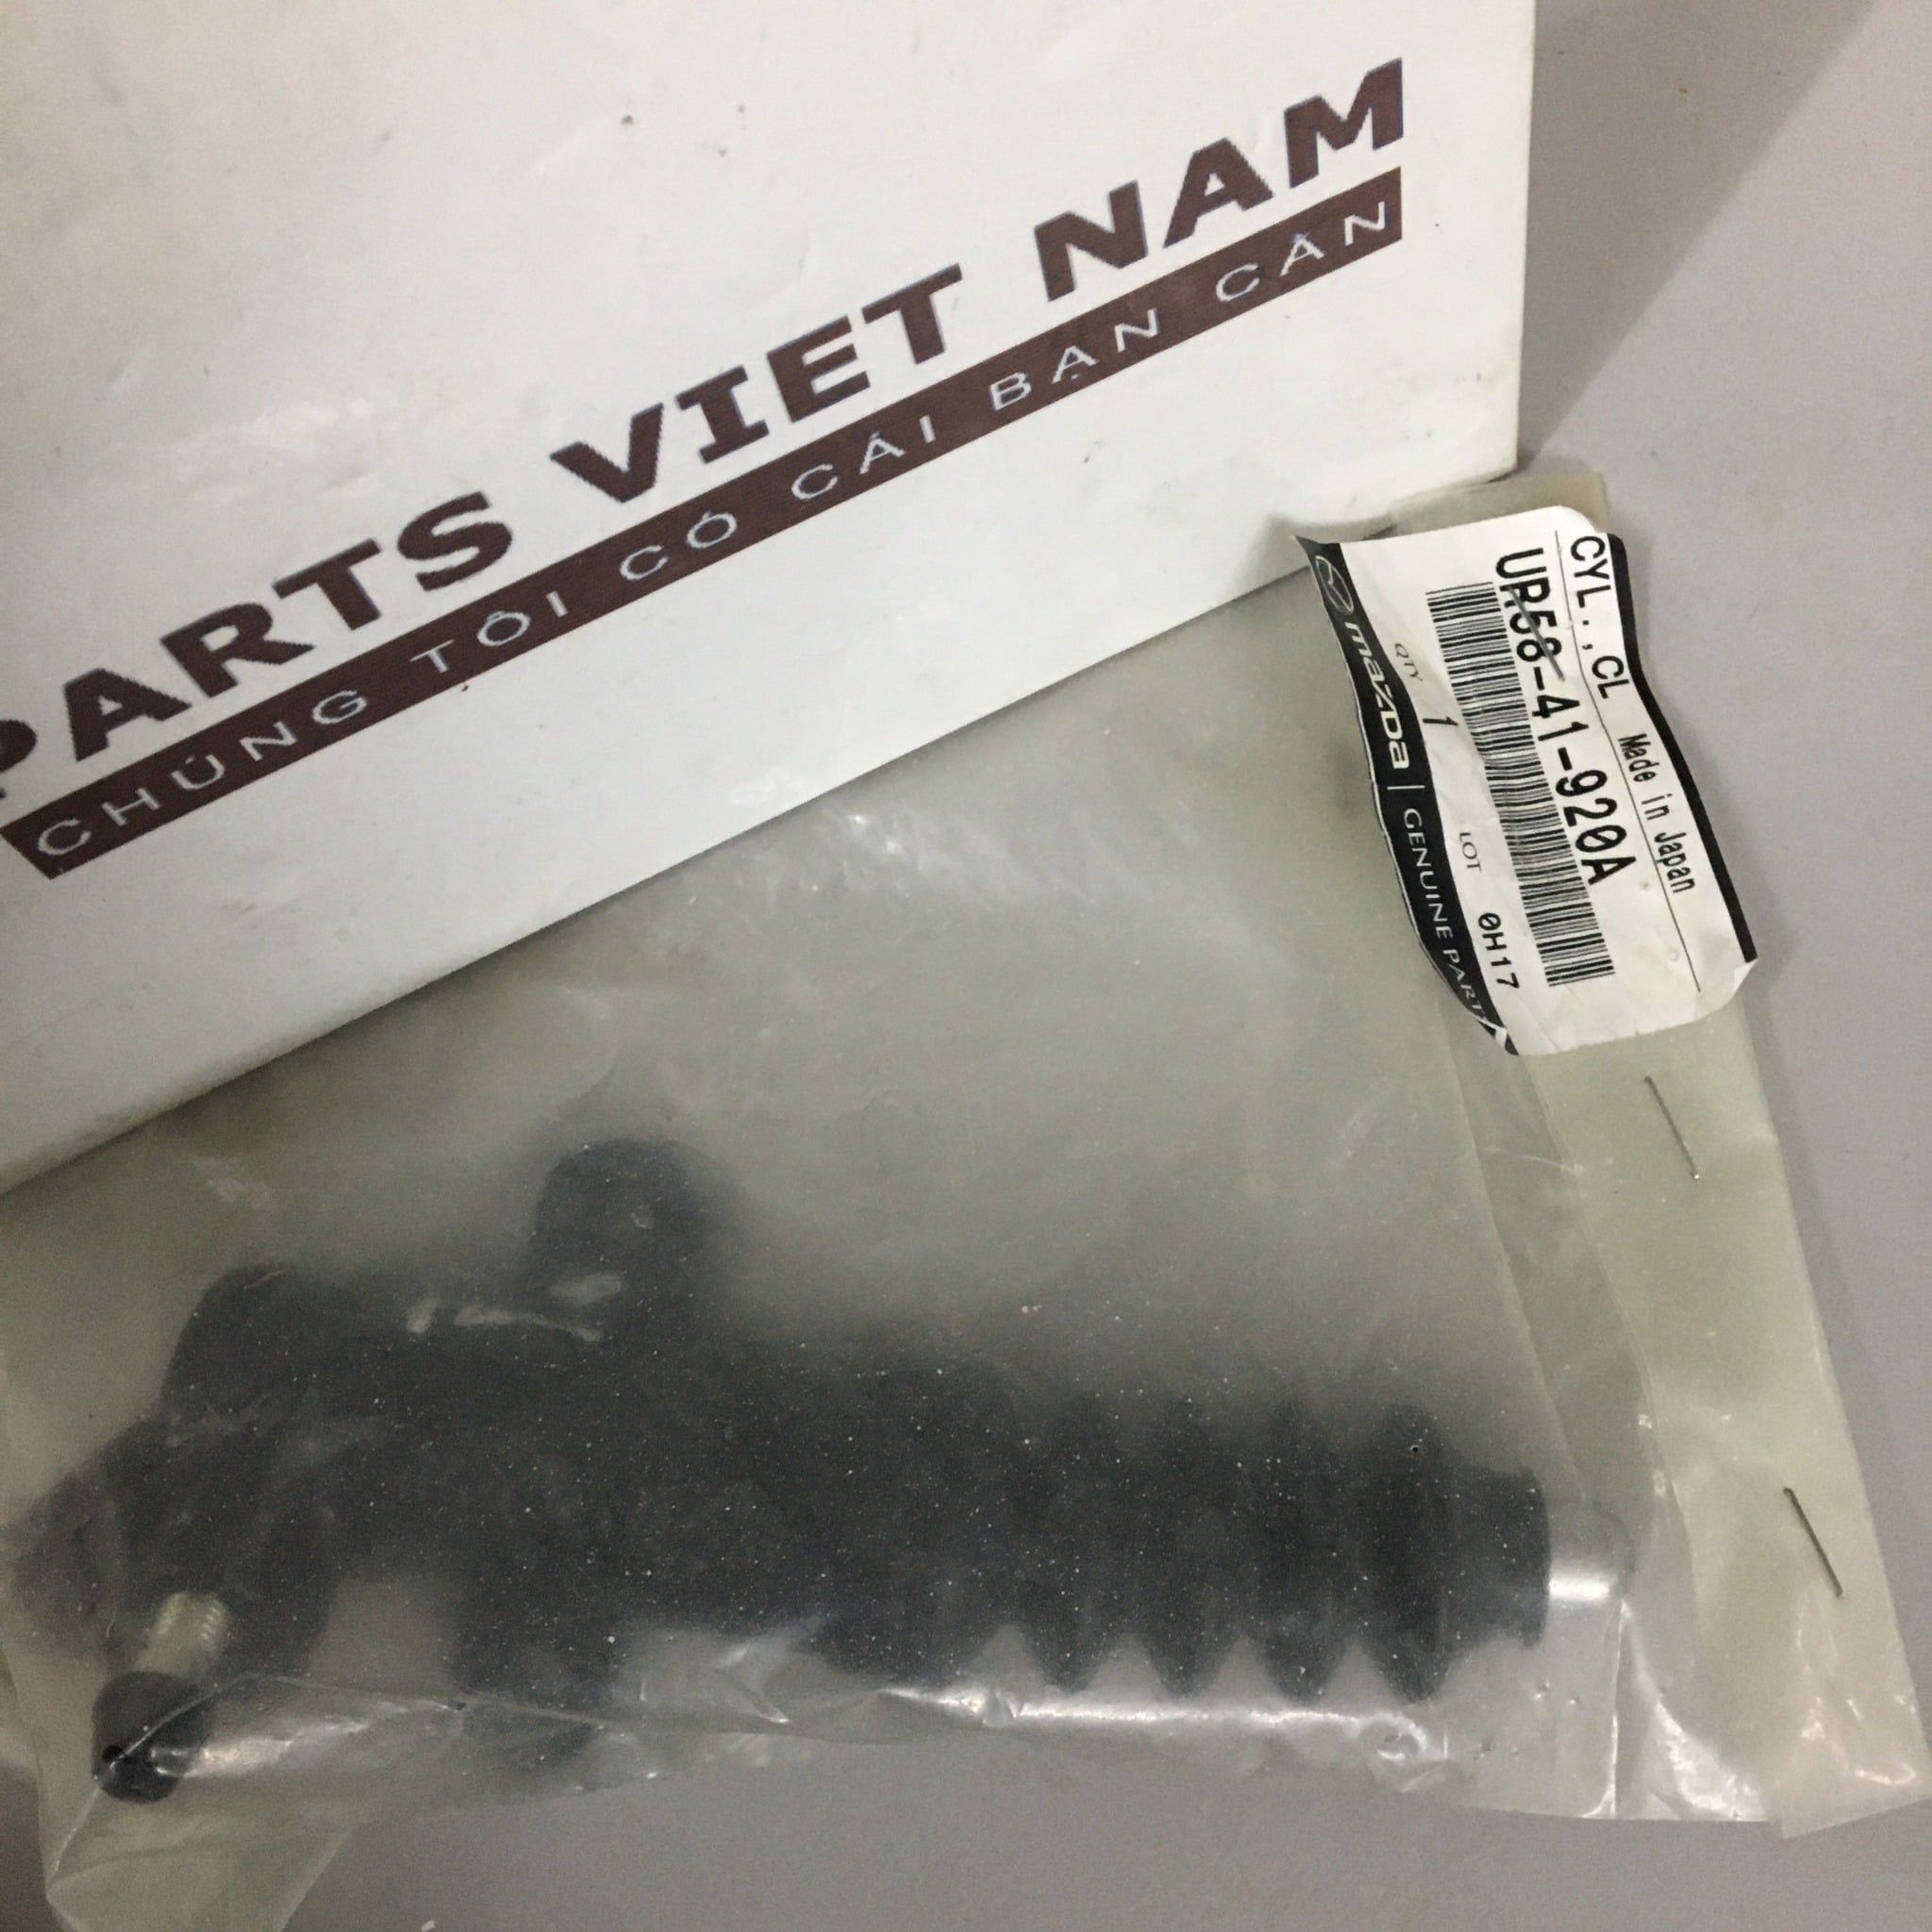 PARTS VIET NAM
CHÚNG TÔI CÓ CÁI BẠN CẦN
CYL.,CL
Made in Japan
UR58-41-920A
QTY 1
LOT 0H17
mazda | GENUINE PARTS